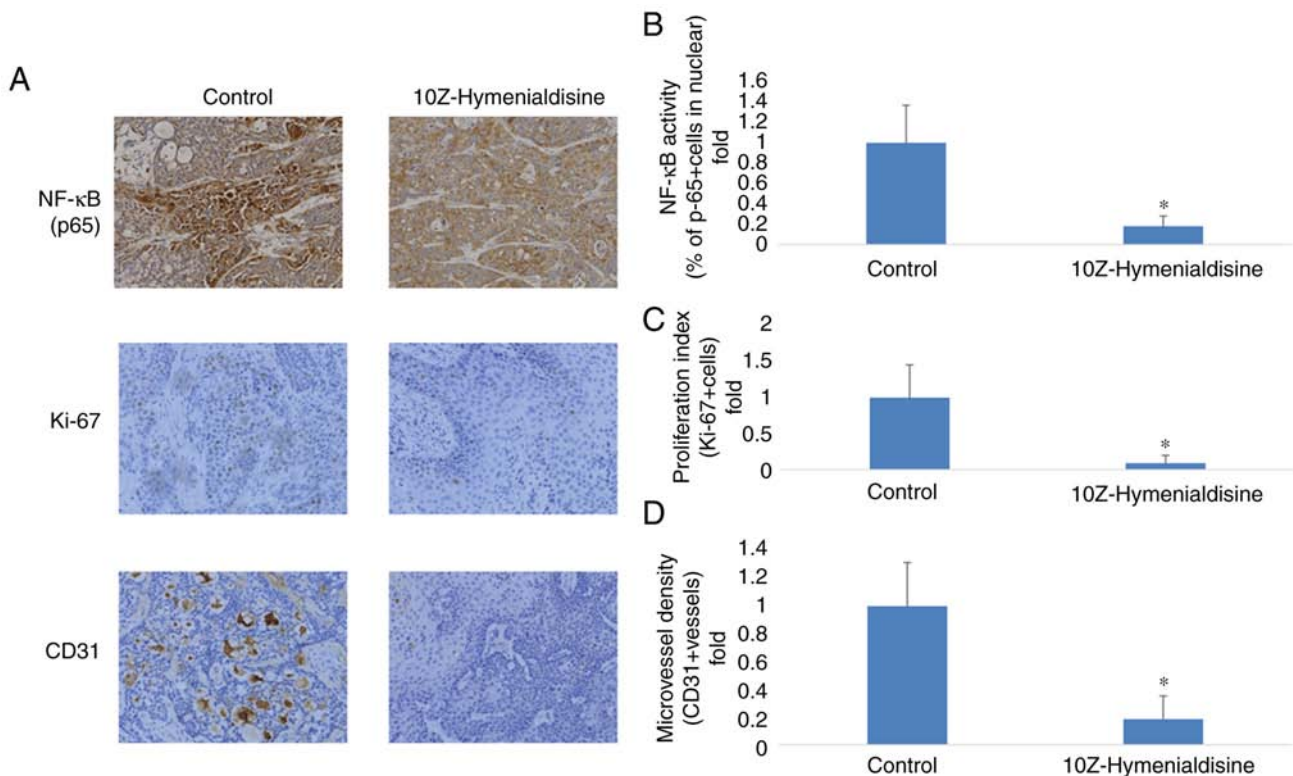 A
Control
10Z-Hymenialdisine
NF-κB
(p65)
Ki-67
CD31
B
NF-κB activity
(% of p-65+cells in nuclear)
fold
1.6
1.4
1.2
1
0.8
0.6
0.4
0.2
0
*
Control
10Z-Hymenialdisine
C
Proliferation index
(Ki-67+cells)
fold
2
1.5
1
0.5
0
*
Control
10Z-Hymenialdisine
D
Microvessel density
(CD31+vessels)
fold
1.4
1.2
1
0.8
0.6
0.4
0.2
0
*
Control
10Z-Hymenialdisine